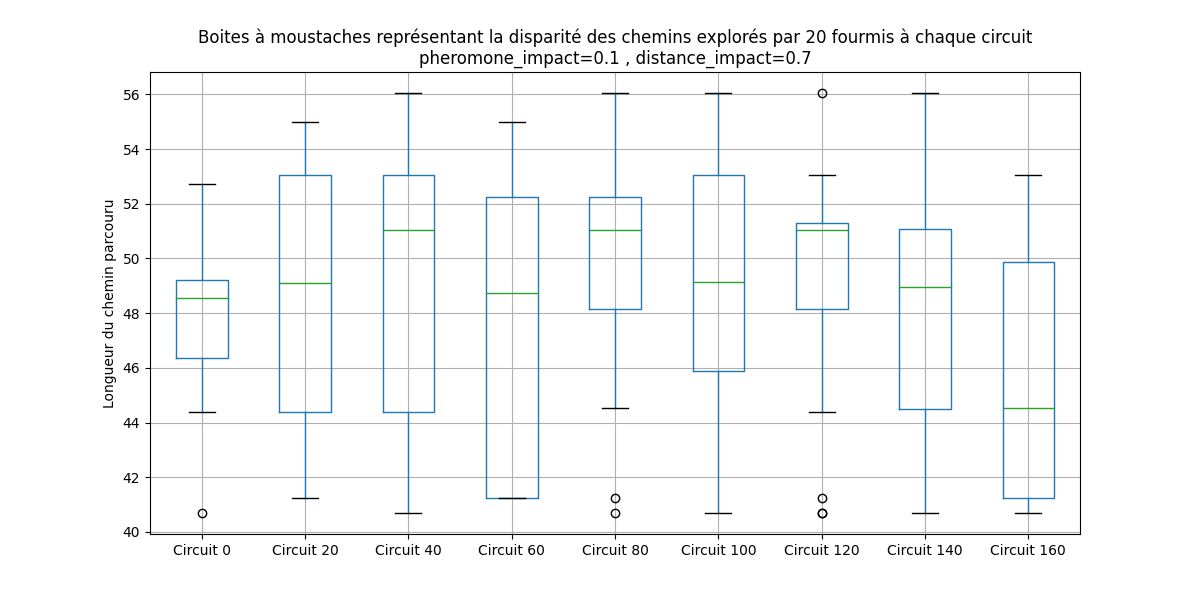 Boites à moustaches représentant la disparité des chemins explorés par 20 fourmis à chaque circuit
pheromone_impact=0.1 , distance_impact=0.7
Longueur du chemin parcouru
56
54
52
50
48
46
44
42
40
Circuit 0 Circuit 20 Circuit 40 Circuit 60 Circuit 80 Circuit 100 Circuit 120 Circuit 140 Circuit 160